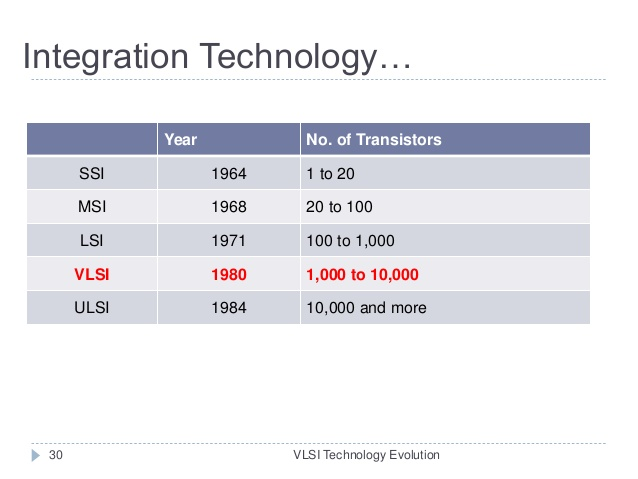 Integration Technology…
Year No. of Transistors
SSI 1964 1 to 20
MSI 1968 20 to 100
LSI 1971 100 to 1,000
VLSI 1980 1,000 to 10,000
ULSI 1984 10,000 and more
30 VLSI Technology Evolution